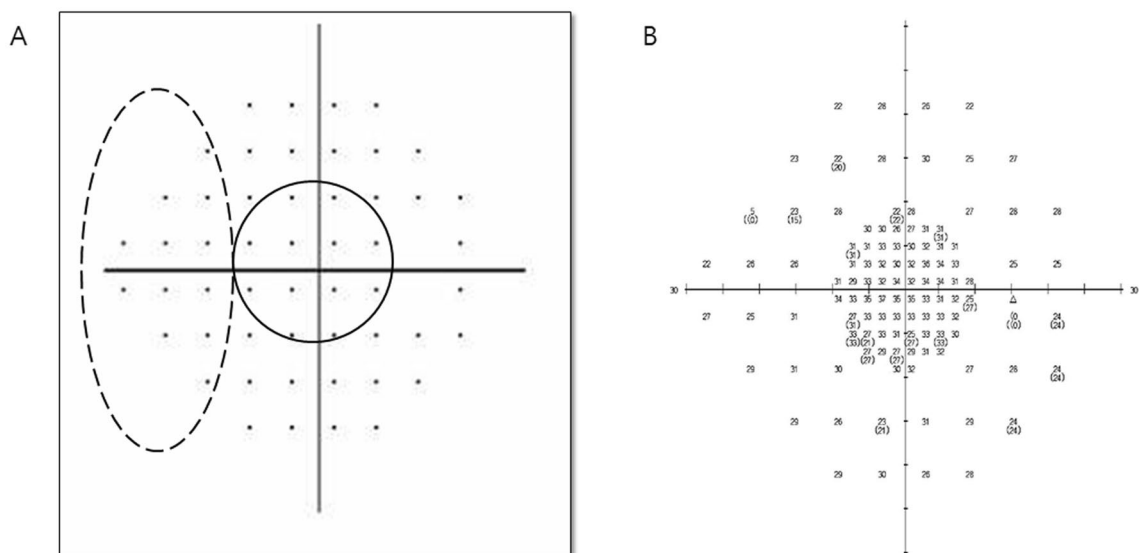 A
B
22 28 26 22
23 22 28 30 25 27
(20)
5 23 28 22 28 27 28 28
((0) (15) (22)
30 30 26 27 31 31
(31)
31 31 33 33 30 32 31 31
(31)
22 26 26 31 33 32 30 32 36 34 33 25 25
31 29 33 32 34 32 34 34 31 28
30 30
34 33 35 37 35 35 33 31 32 25
(27)
27 25 31 27 33 33 33 33 33 33 32 (0 24
(31) ((0) (24)
33 27 33 31 25 33 33 30
(33) (21) (27) (33)
27 29 27 29 31 32
(27) (27)
29 31 30 30 32 27 26 24
(24)
29 26 23 31 29 24
(21) (24)
29 30 26 28